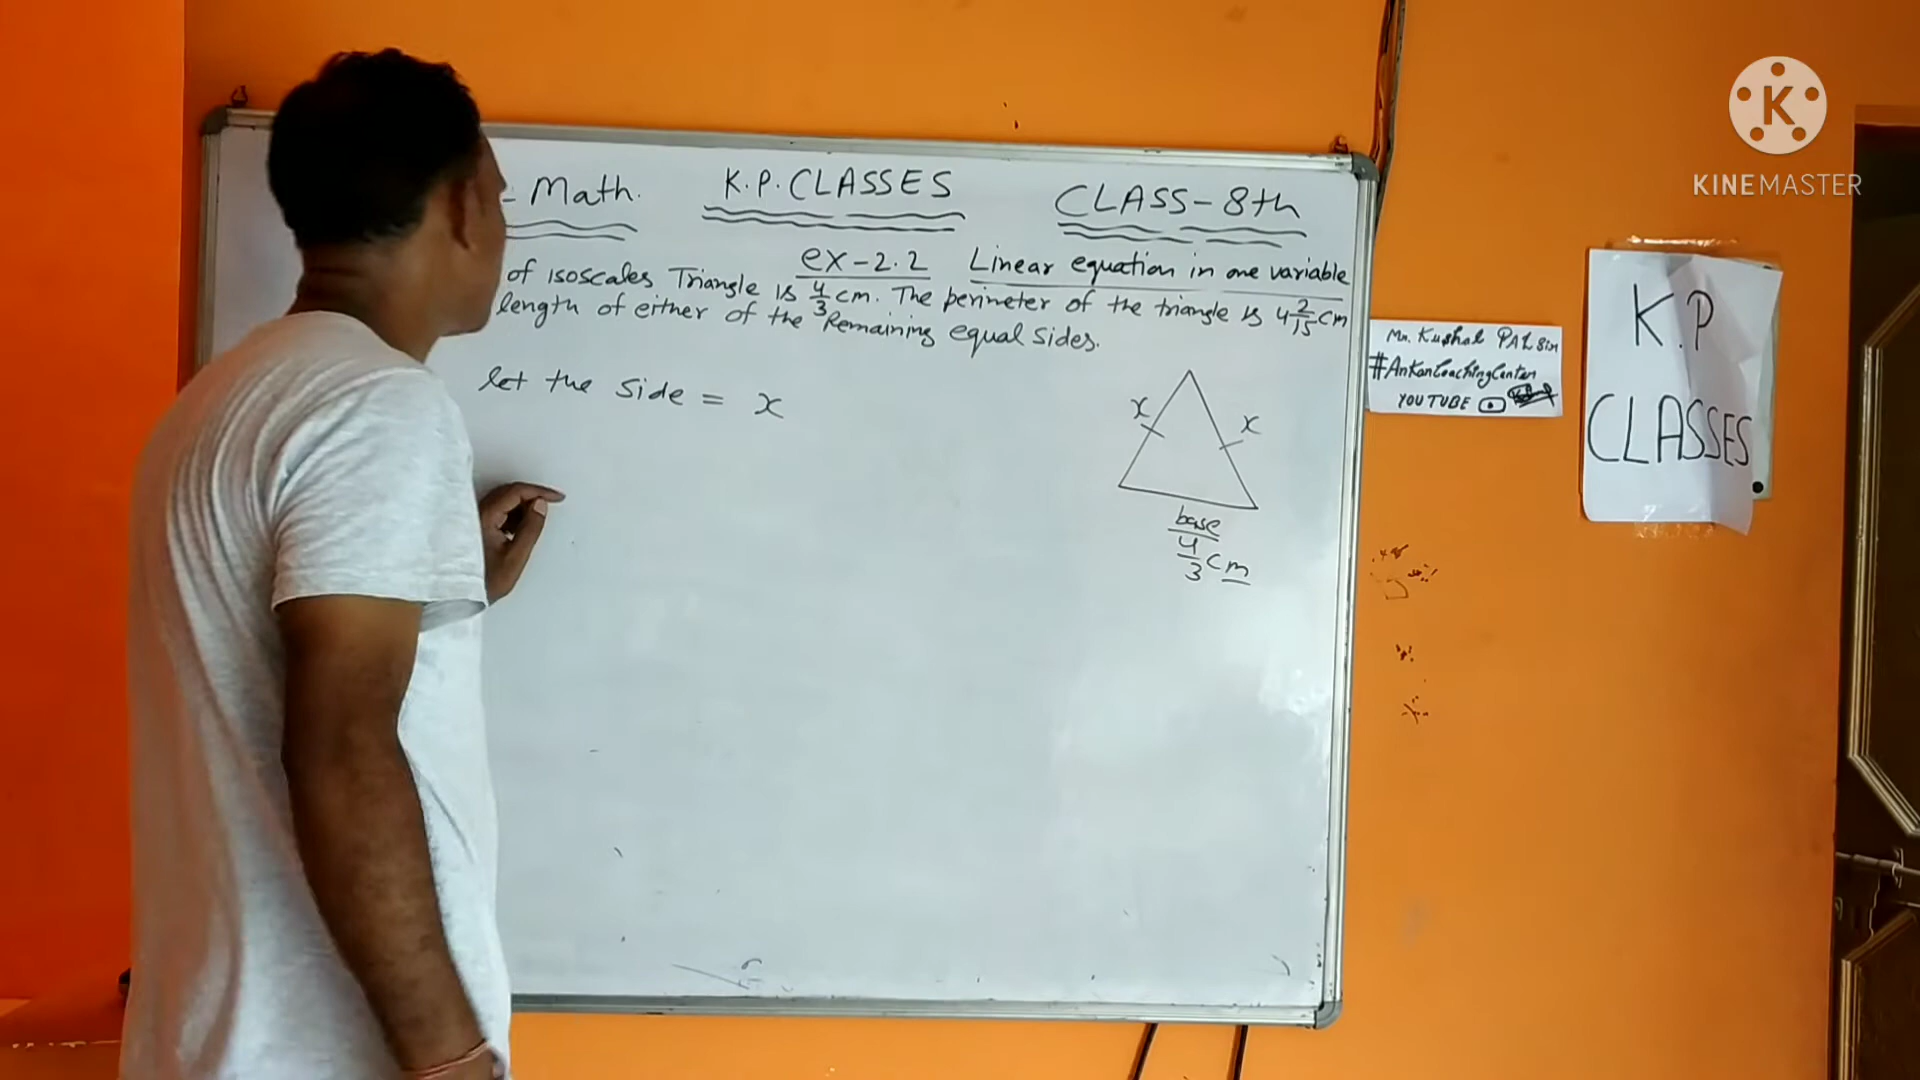 - Math.
K.P. CLASSES
CLASS-8th
ex-2.2 Linear equation in one variable
of isoscales Triangle is 4/3 cm. The perimeter of the triangle is 4 2/15 cm
length of either of the Remaining equal sides.
let the side = x
x
x
base
4/3 cm
KINEMASTER
K
K.P
CLASSES
Mr. Kushal PAL Sir
#AnkanCoachingCenter
YOUTUBE